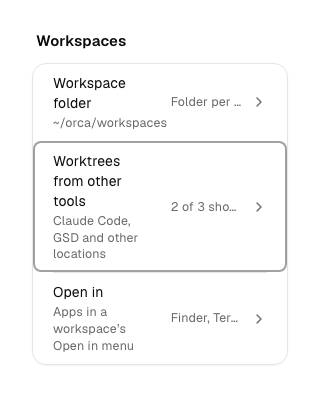 Workspaces
Workspace
folder
~/orca/workspaces
Folder per ...
Worktrees
from other
tools
Claude Code,
GSD and other
locations
2 of 3 sho...
Open in
Apps in a
workspace's
Open in menu
Finder, Ter...